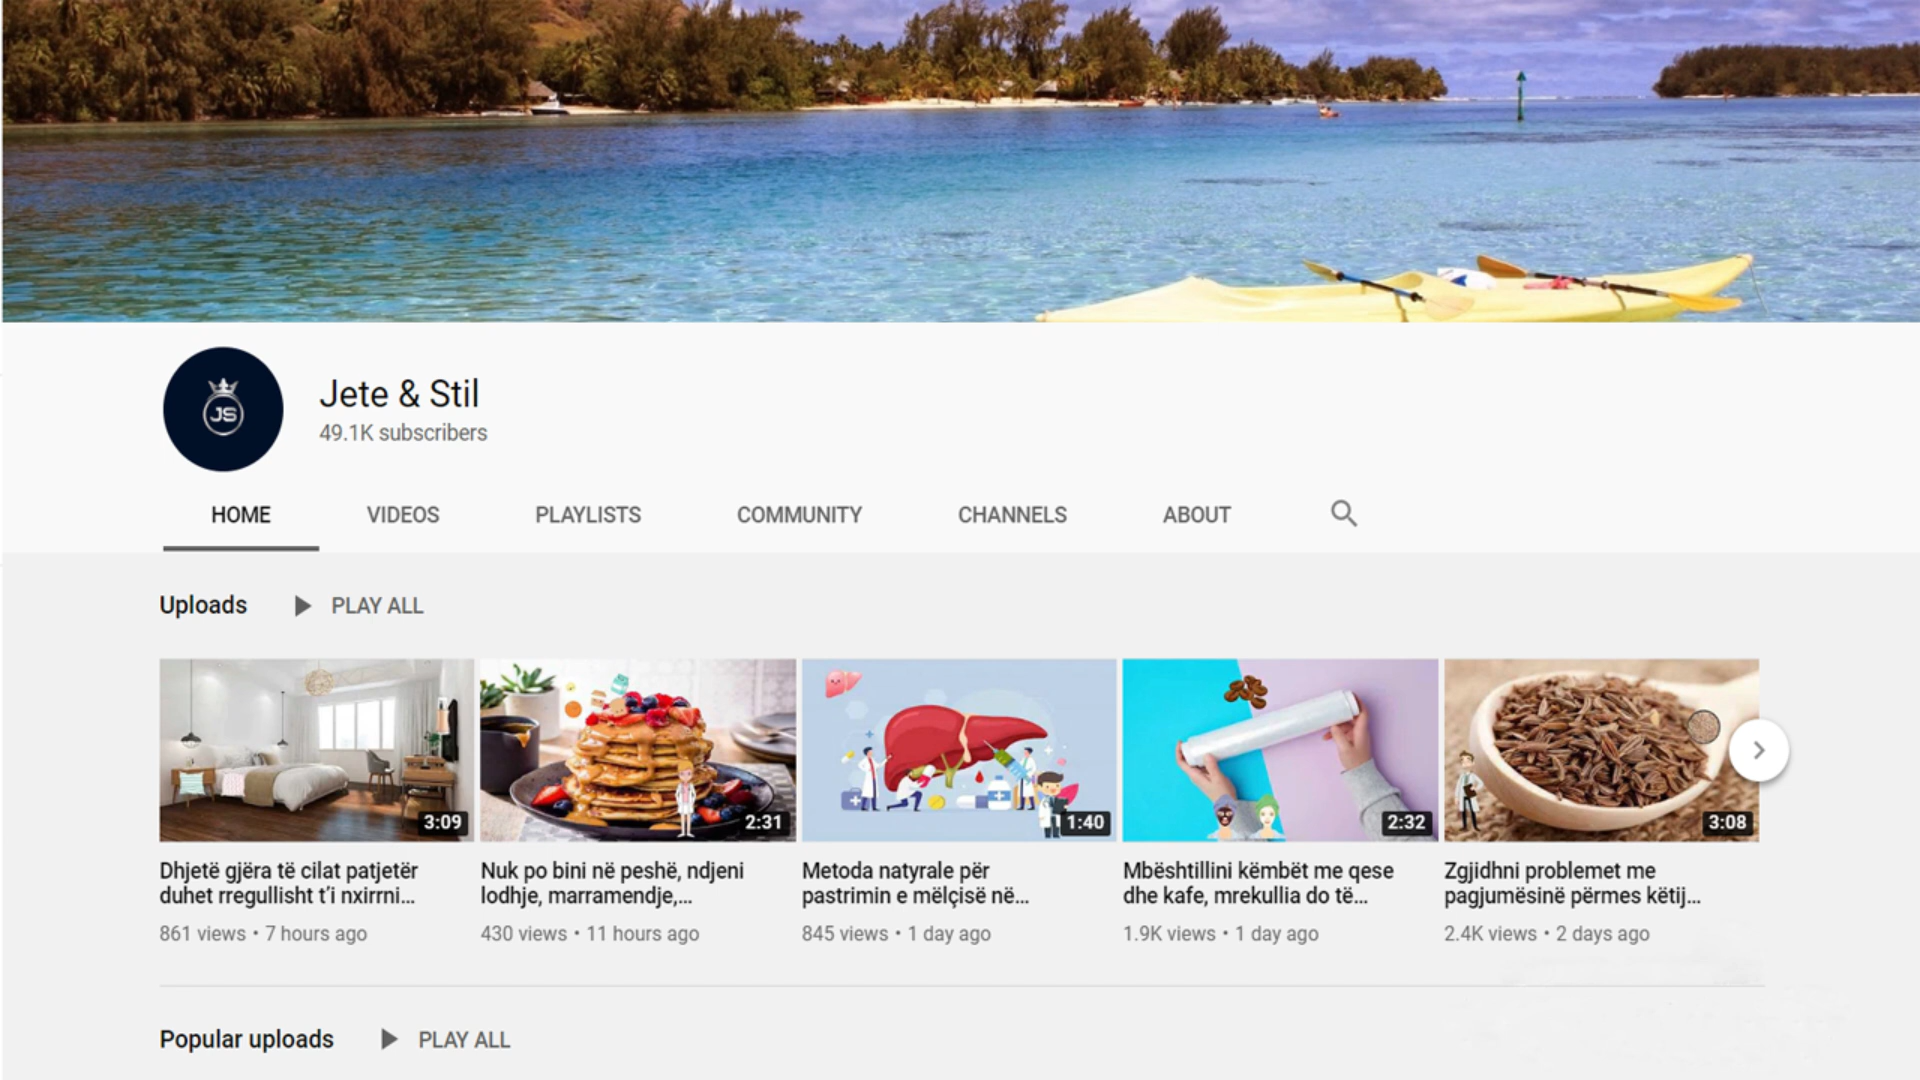 JS
Jete & Stil
49.1K subscribers
HOME VIDEOS PLAYLISTS COMMUNITY CHANNELS ABOUT
Uploads PLAY ALL
3:09 2:31 1:40 2:32 3:08
Dhjetë gjëra të cilat patjetër
duhet rregullisht t'i nxirrni...
861 views • 7 hours ago
Nuk po bini në peshë, ndjeni
lodhje, marramendje,...
430 views • 11 hours ago
Metoda natyrale për
pastrimin e mëlçisë në...
845 views • 1 day ago
Mbështillini këmbët me qese
dhe kafe, mrekullia do të...
1.9K views • 1 day ago
Zgjidhni problemet me
pagjumësinë përmes këtij...
2.4K views • 2 days ago
Popular uploads PLAY ALL